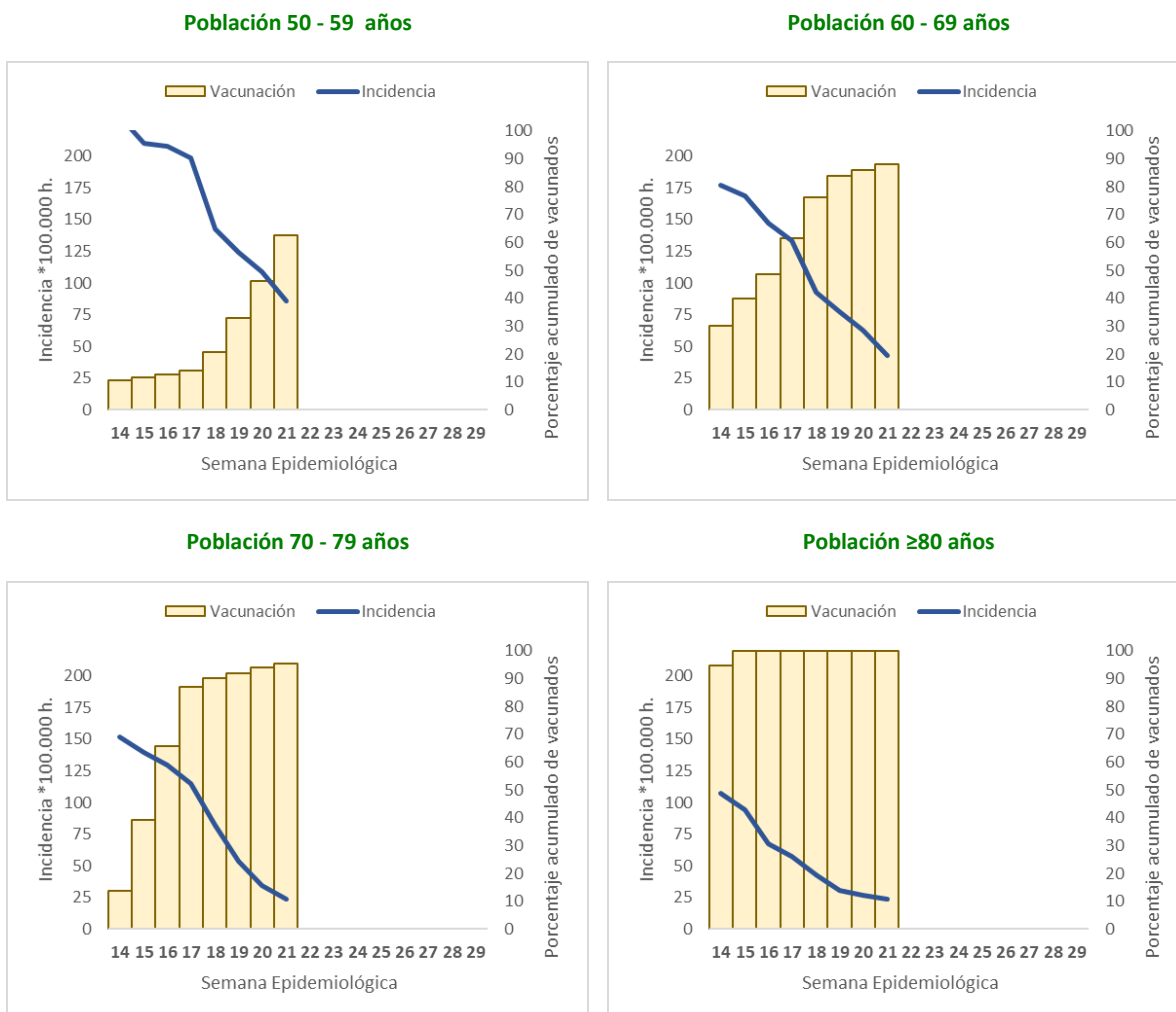 Población 50 - 59  años
Vacunación
Incidencia
Incidencia *100.000 h.
200
175
150
125
100
75
50
25
0
100
90
80
70
60
50
40
30
20
10
0
Porcentaje acumulado de vacunados
14 15 16 17 18 19 20 21 22 23 24 25 26 27 28 29
Semana Epidemiológica
Población 60 - 69 años
Vacunación
Incidencia
Incidencia *100.000 h.
200
175
150
125
100
75
50
25
0
100
90
80
70
60
50
40
30
20
10
0
Porcentaje acumulado de vacunados
14 15 16 17 18 19 20 21 22 23 24 25 26 27 28 29
Semana Epidemiológica
Población 70 - 79 años
Vacunación
Incidencia
Incidencia *100.000 h.
200
175
150
125
100
75
50
25
0
100
90
80
70
60
50
40
30
20
10
0
Porcentaje acumulado de vacunados
14 15 16 17 18 19 20 21 22 23 24 25 26 27 28 29
Semana Epidemiológica
Población ≥80 años
Vacunación
Incidencia
Incidencia *100.000 h.
200
175
150
125
100
75
50
25
0
100
90
80
70
60
50
40
30
20
10
0
Porcentaje acumulado de vacunados
14 15 16 17 18 19 20 21 22 23 24 25 26 27 28 29
Semana Epidemiológica